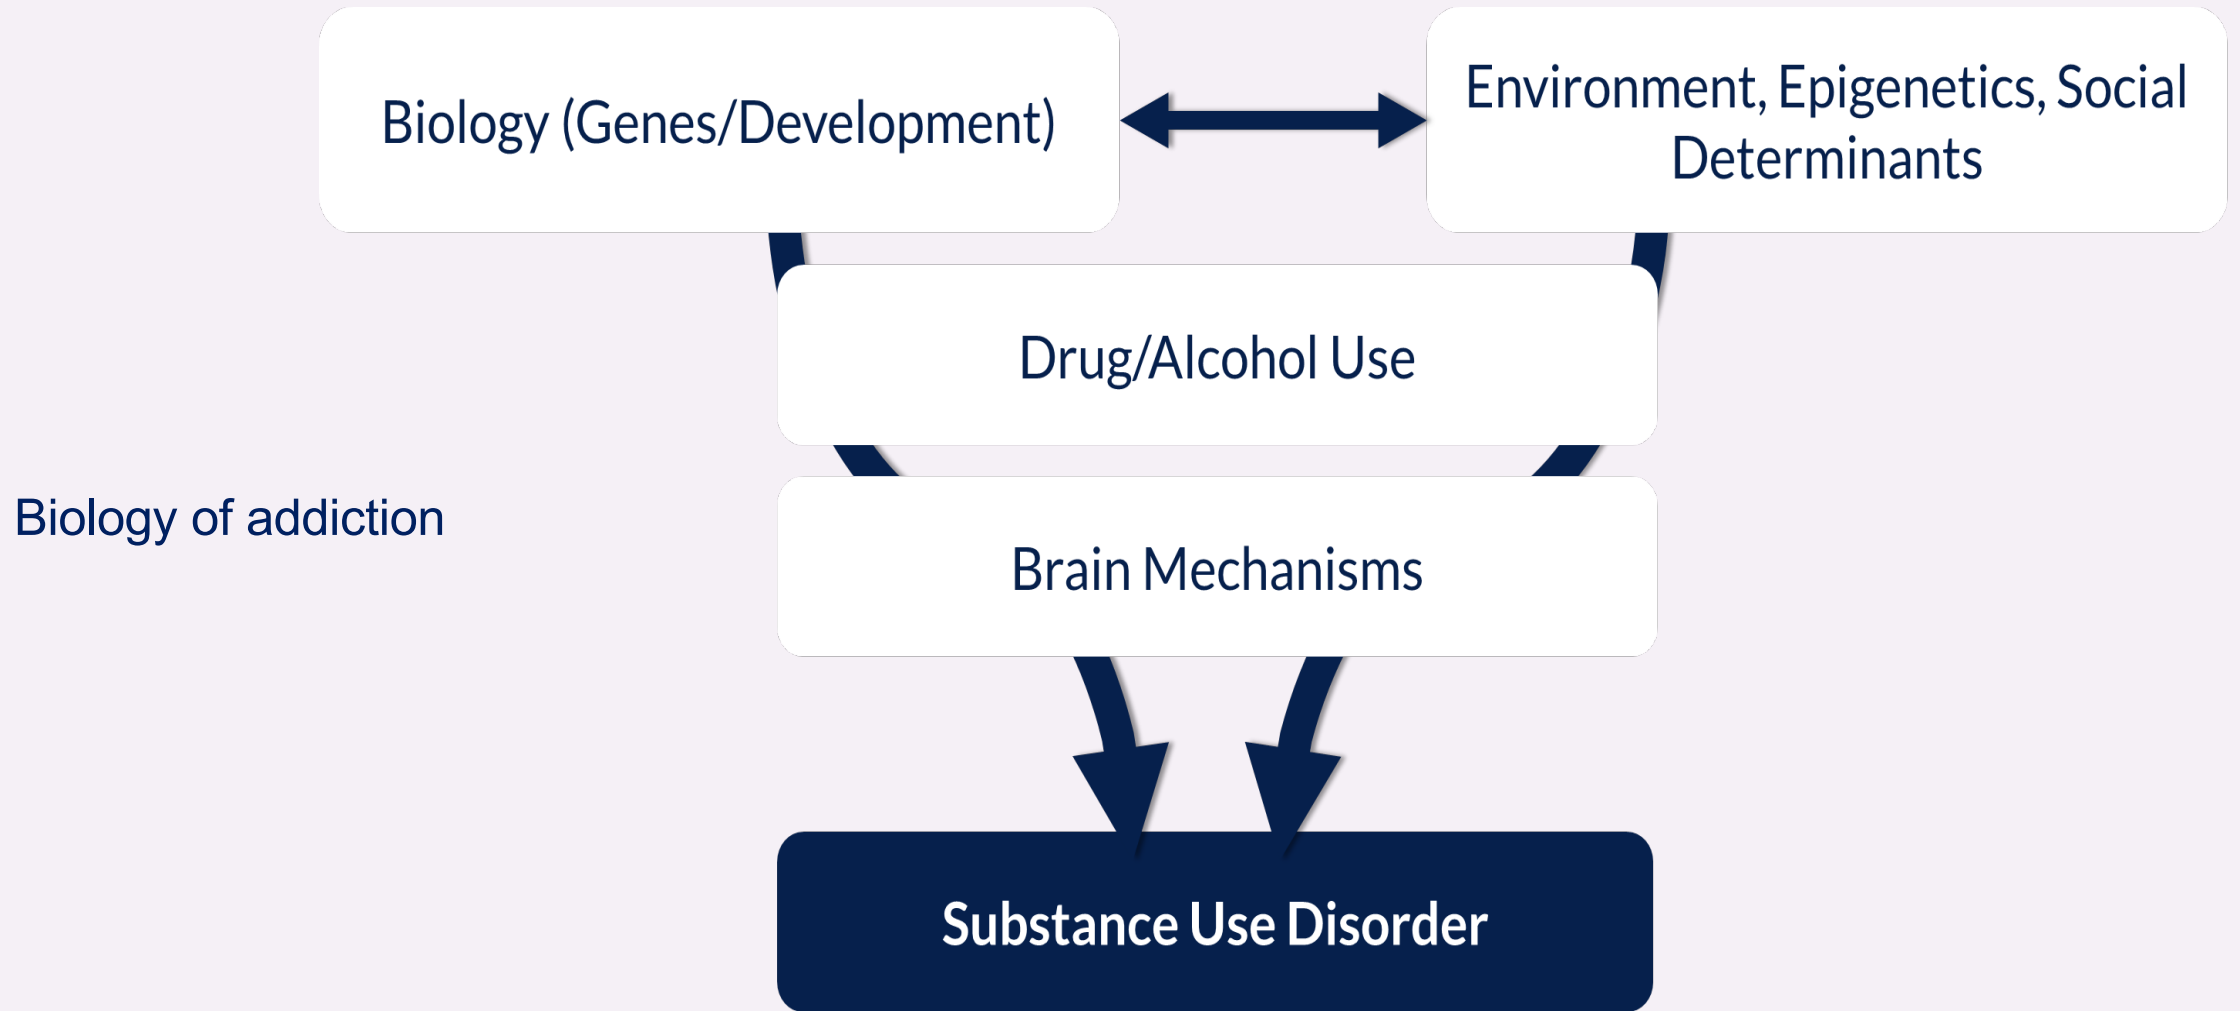 Biology (Genes/Development)
Environment, Epigenetics, Social
Determinants
Drug/Alcohol Use
Biology of addiction
Brain Mechanisms
Substance Use Disorder